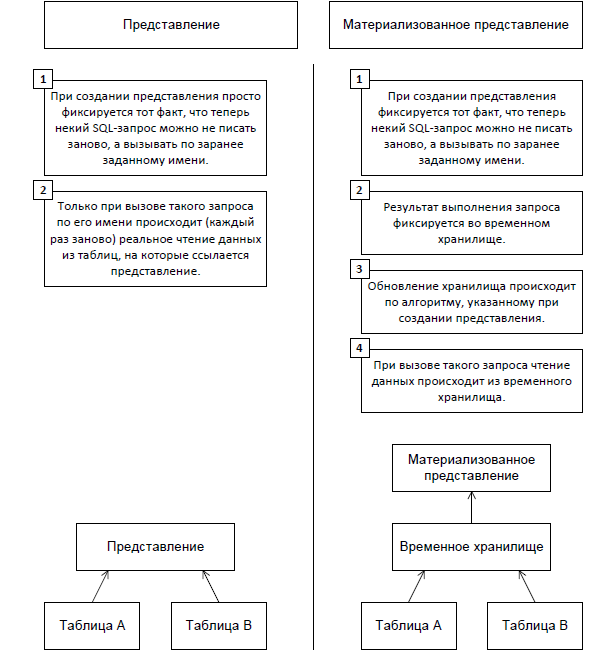 Представление
1
При создании представления просто
фиксируется тот факт, что теперь
некий SQL-запрос можно не писать
заново, а вызывать по заранее
заданному имени.
2
Только при вызове такого запроса
по его имени происходит (каждый
раз заново) реальное чтение данных
из таблиц, на которые ссылается
представление.
Представление
Таблица A
Таблица B
Материализованное представление
1
При создании представления
фиксируется тот факт, что теперь
некий SQL-запрос можно не писать
заново, а вызывать по заранее
заданному имени.
2
Результат выполнения запроса
фиксируется во временном
хранилище.
3
Обновление хранилища происходит
по алгоритму, указанному при
создании представления.
4
При вызове такого запроса чтение
данных происходит из временного
хранилища.
Материализованное
представление
Временное хранилище
Таблица A
Таблица B